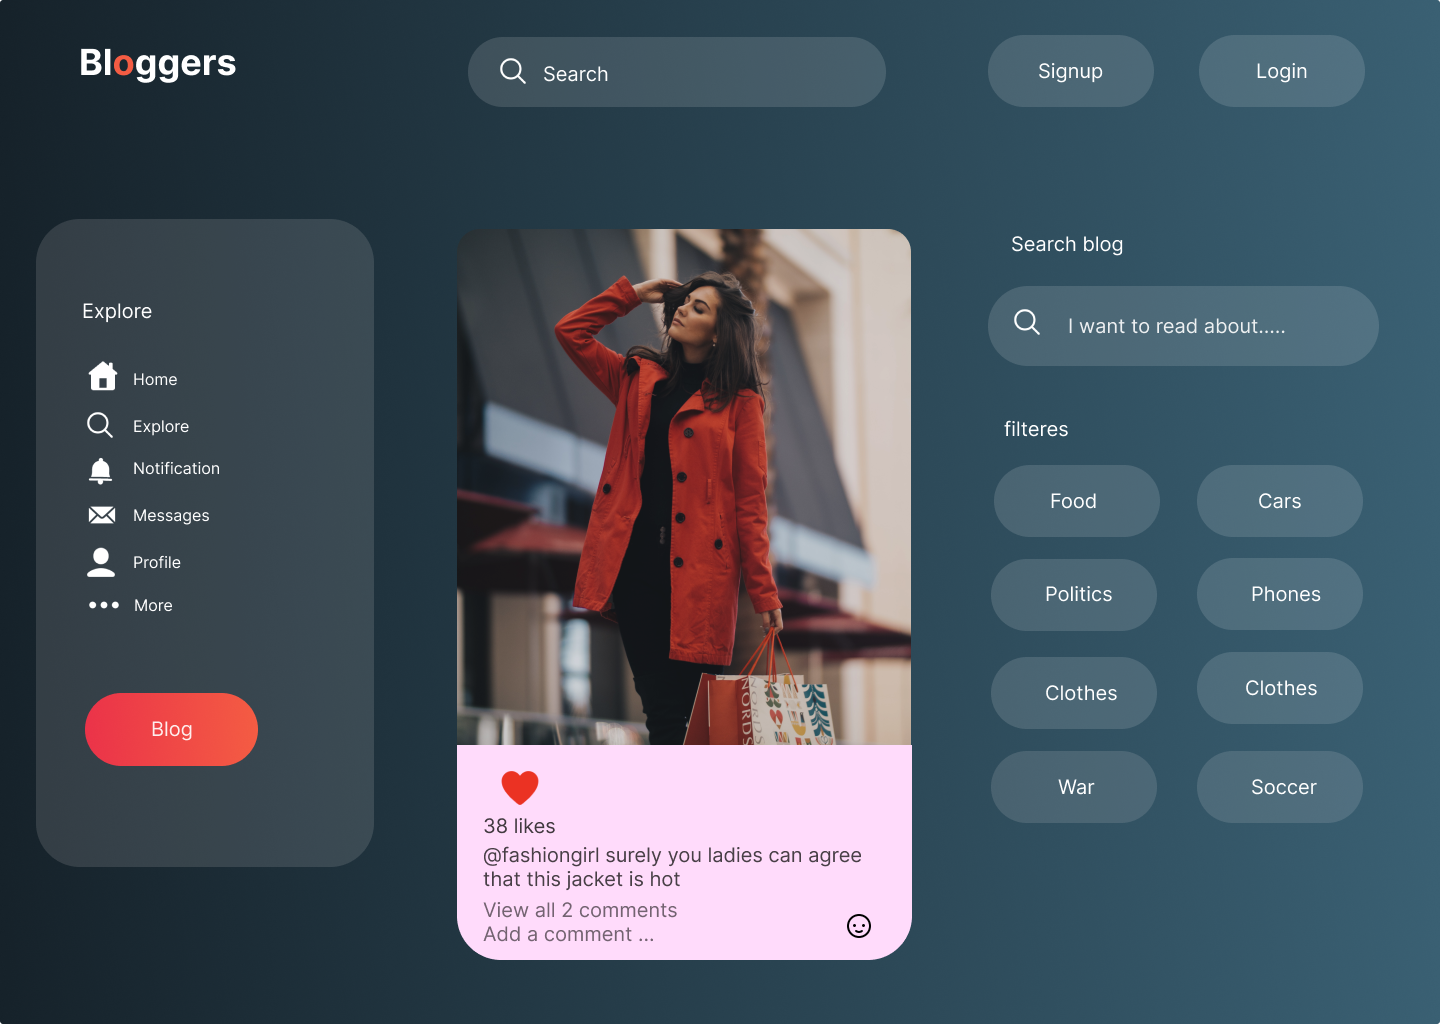 Bloggers
Search
Signup
Login
Explore
Home
Explore
Notification
Messages
Profile
More
Blog
NORDS
NORDS
38 likes
@fashiongirl surely you ladies can agree
that this jacket is hot
View all 2 comments
Add a comment ...
Search blog
I want to read about.....
filteres
Food
Cars
Politics
Phones
Clothes
Clothes
War
Soccer